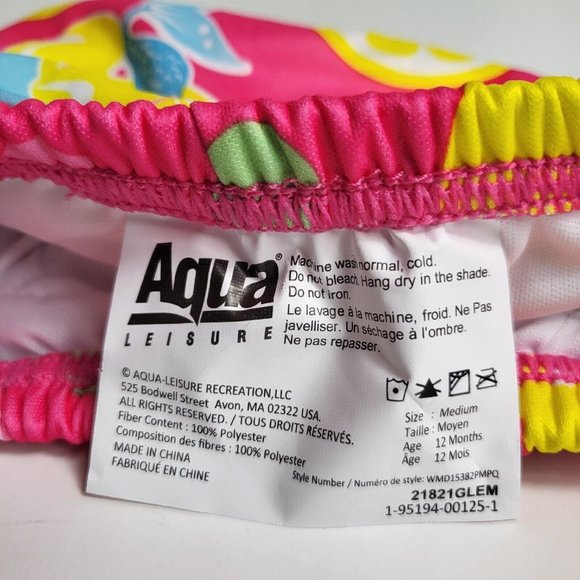 Aqua®
LEISURE
Machine wash normal, cold.
Do not bleach. Hang dry in the shade.
Do not iron.
Le lavage à la machine, froid. Ne Pas
javelliser. Un séchage à l'ombre.
Ne pas repasser.
© AQUA-LEISURE RECREATION,LLC
525 Bodwell Street Avon, MA 02322 USA.
ALL RIGHTS RESERVED. / TOUS DROITS RÉSERVÉS.
Fiber Content : 100% Polyester
Composition des fibres : 100% Polyester
MADE IN CHINA
FABRIQUÉ EN CHINE
Size : Medium
Taille : Moyen
Age : 12 Months
Âge : 12 Mois
Style Number / Numéro de style: WMD15382PMPQ
21821GLEM
1-95194-00125-1